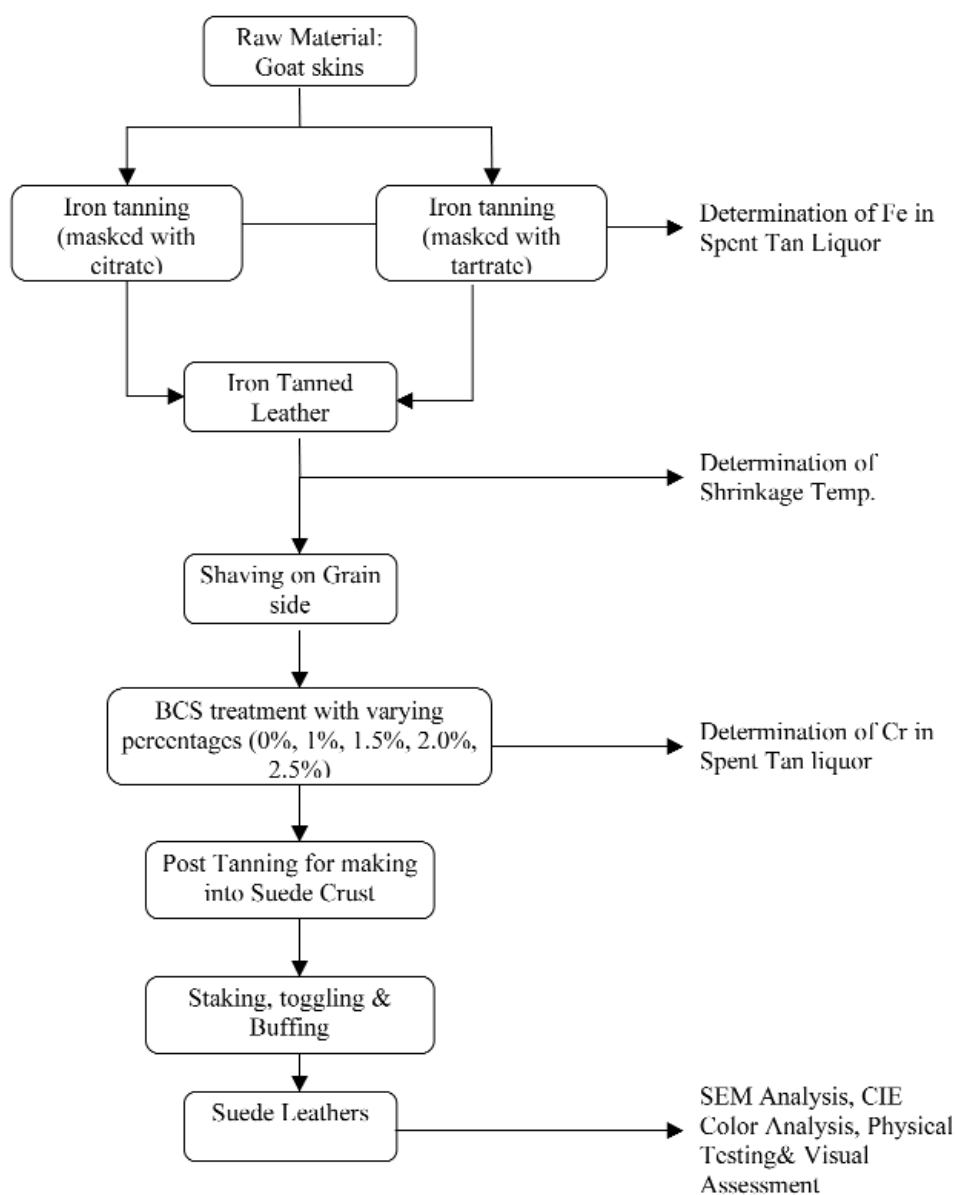 Raw Material:
Goat skins
Iron tanning
(masked with
citrate)
Iron tanning
(masked with
tartrate)
Determination of Fe in
Spent Tan Liquor
Iron Tanned
Leather
Determination of
Shrinkage Temp.
Shaving on Grain
side
BCS treatment with varying
percentages (0%, 1%, 1.5%, 2.0%,
2.5%)
Determination of Cr in
Spent Tan liquor
Post Tanning for making
into Suede Crust
Staking, toggling &
Buffing
Suede Leathers
SEM Analysis, CIE
Color Analysis, Physical
Testing& Visual
Assessment